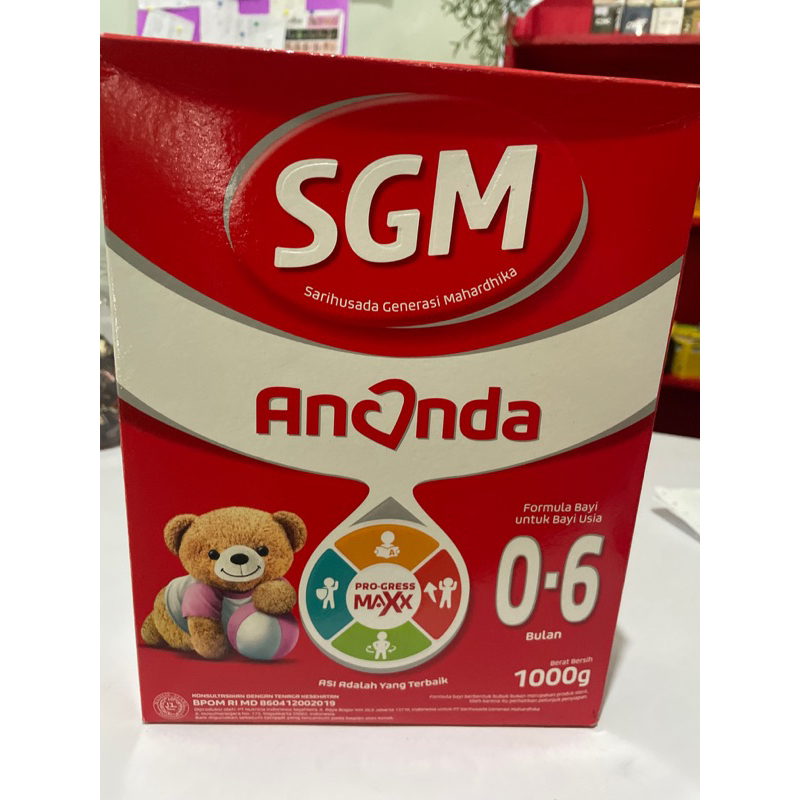 SGM
Sarihusada Generasi Mahardhika
Ananda
Formula Bayi
untuk Bayi Usia
0-6
Bulan
A
PRO-GRESS
MAXX
ASI Adalah Yang Terbaik
Berat Bersih
1000g
KONSULTASIKAN DENGAN TENAGA KESEHATAN
BPOM RI MD 860412002019